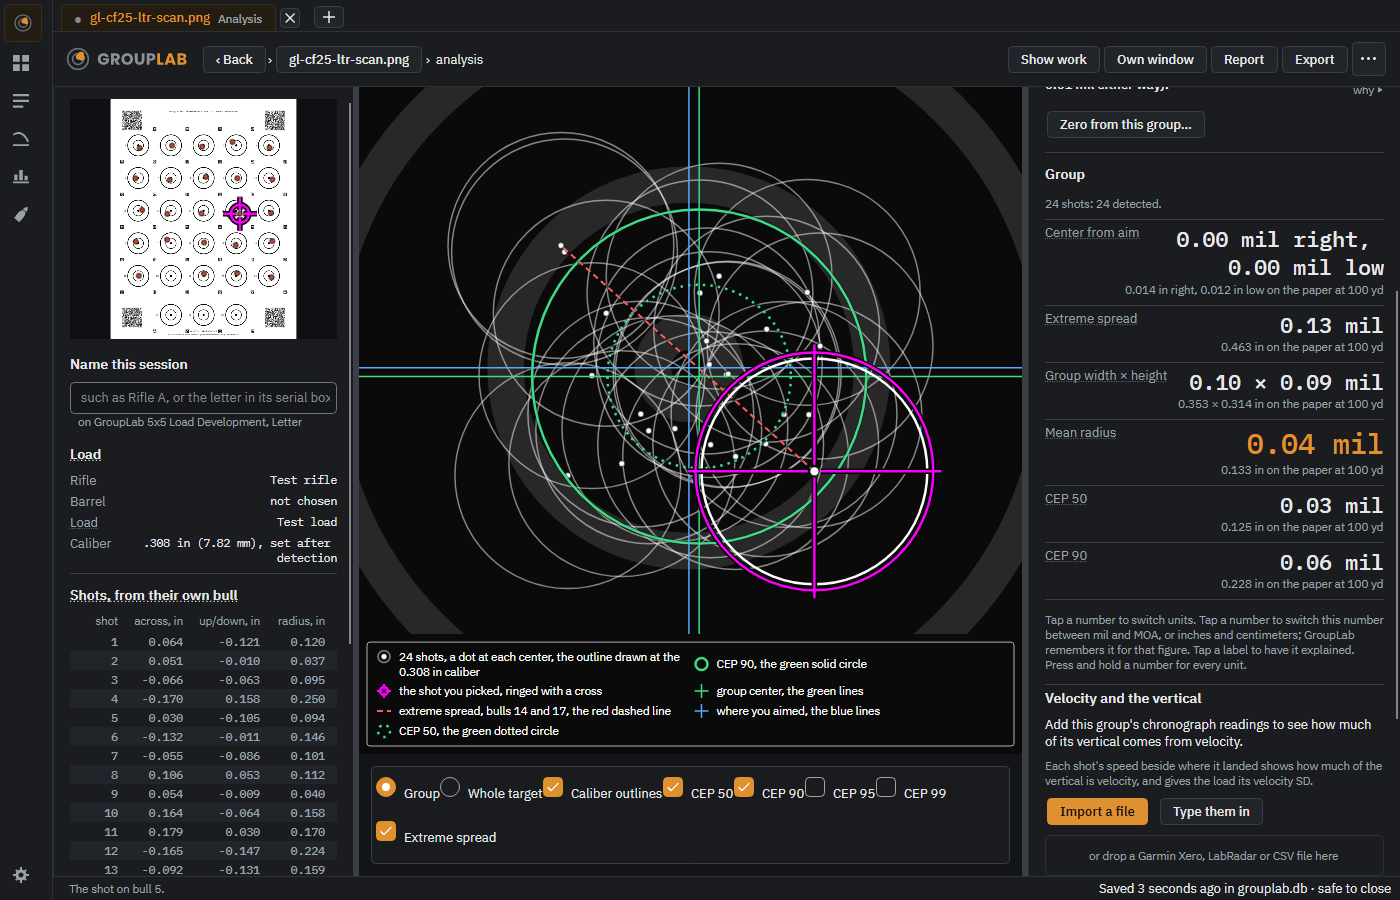 gl-cf25-ltr-scan.png Analysis
GROUPLAB
‹ Back › gl-cf25-ltr-scan.png › analysis
Show work Own window Report Export
Name this session
such as Rifle A, or the letter in its serial box
on GroupLab 5x5 Load Development, Letter
Load
Rifle Test rifle
Barrel not chosen
Load Test load
Caliber .308 in (7.82 mm), set after
detection
Shots, from their own bull
shot across, in up/down, in radius, in
1 0.064 -0.121 0.120
2 0.051 -0.010 0.037
3 -0.066 -0.063 0.095
4 -0.170 0.158 0.250
5 0.030 -0.105 0.094
6 -0.132 -0.011 0.146
7 -0.055 -0.086 0.101
8 0.106 0.053 0.112
9 0.054 -0.009 0.040
10 0.164 -0.064 0.158
11 0.179 0.030 0.170
12 -0.165 -0.147 0.224
13 -0.092 -0.131 0.159
24 shots, a dot at each center, the outline drawn at the
0.308 in caliber
the shot you picked, ringed with a cross
extreme spread, bulls 14 and 17, the red dashed line
CEP 50, the green dotted circle
CEP 90, the green solid circle
group center, the green lines
where you aimed, the blue lines
Group Whole target Caliber outlines CEP 50 CEP 90 CEP 95 CEP 99
Extreme spread
why ▸
Zero from this group...
Group
24 shots: 24 detected.
Center from aim 0.00 mil right,
0.00 mil low
0.014 in right, 0.012 in low on the paper at 100 yd
Extreme spread 0.13 mil
0.463 in on the paper at 100 yd
Group width × height 0.10 × 0.09 mil
0.353 × 0.314 in on the paper at 100 yd
Mean radius 0.04 mil
0.133 in on the paper at 100 yd
CEP 50 0.03 mil
0.125 in on the paper at 100 yd
CEP 90 0.06 mil
0.228 in on the paper at 100 yd
Tap a number to switch units. Tap a number to switch this number
between mil and MOA, or inches and centimeters; GroupLab
remembers it for that figure. Tap a label to have it explained.
Press and hold a number for every unit.
Velocity and the vertical
Add this group's chronograph readings to see how much
of its vertical comes from velocity.
Each shot's speed beside where it landed shows how much of the
vertical is velocity, and gives the load its velocity SD.
Import a file Type them in
or drop a Garmin Xero, LabRadar or CSV file here
The shot on bull 5.
Saved 3 seconds ago in grouplab.db · safe to close